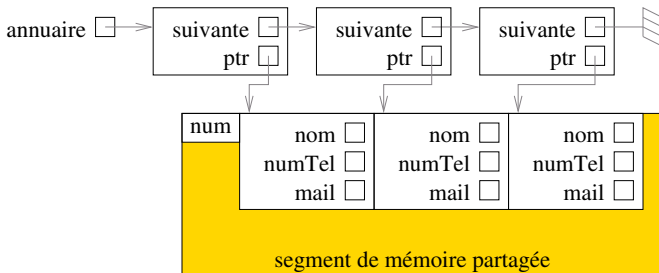 annuaire suivante suivante suivante
ptr ptr ptr
num nom nom nom
numTel numTel numTel
mail mail mail
segment de mémoire partagée